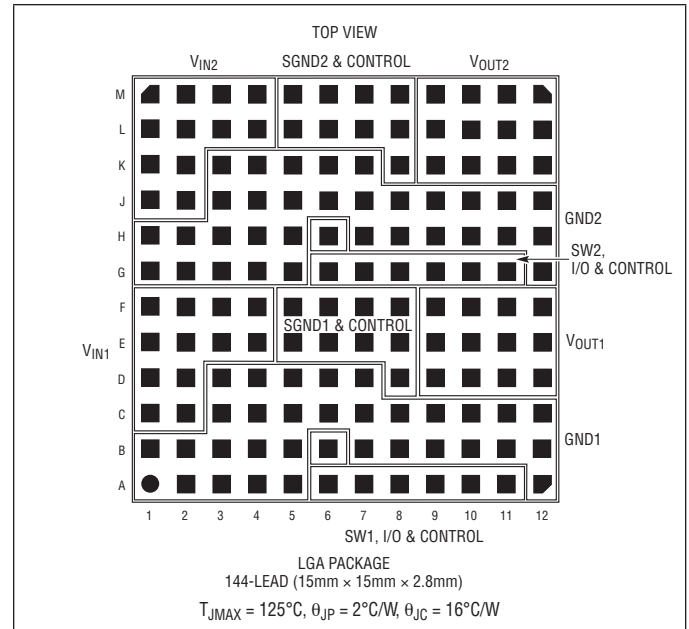 TOP VIEW
VIN2 SGND2 & CONTROL VOUT2
M
L
K
J
H
G
F
E
D
C
B
A
GND2
SW2,
I/O & CONTROL
SGND1 & CONTROL
VIN1
VOUT1
GND1
1 2 3 4 5 6 7 8 9 10 11 12
SW1, I/O & CONTROL
LGA PACKAGE
144-LEAD (15mm × 15mm × 2.8mm)
TJMAX = 125°C, θJP = 2°C/W, θJC = 16°C/W